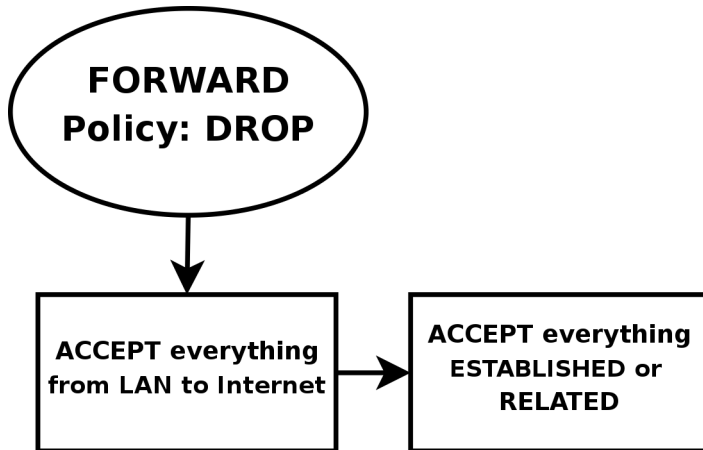 FORWARD
Policy: DROP
ACCEPT everything
from LAN to Internet
ACCEPT everything
ESTABLISHED or
RELATED